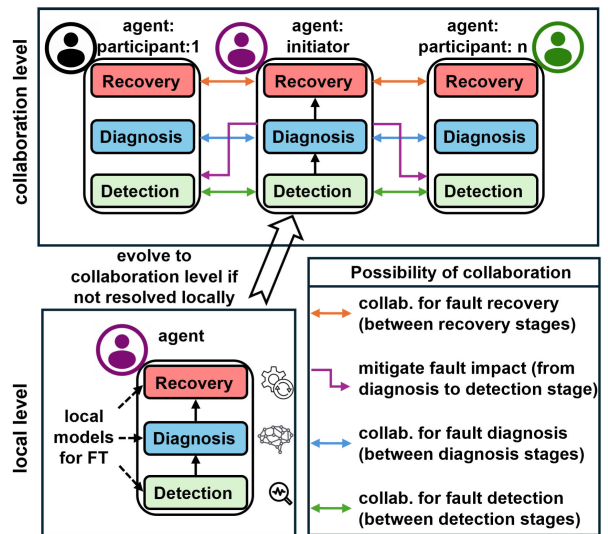 collaboration level
agent:
participant:1
agent:
initiator
agent:
participant: n
Recovery
Recovery
Recovery
Diagnosis
Diagnosis
Diagnosis
Detection
Detection
Detection
evolve to
collaboration level if
not resolved locally
local level
agent
Recovery
Diagnosis
Detection
local
models
for FT
Possibility of collaboration
collab. for fault recovery
(between recovery stages)
mitigate fault impact (from
diagnosis to detection stage)
collab. for fault diagnosis
(between diagnosis stages)
collab. for fault detection
(between detection stages)